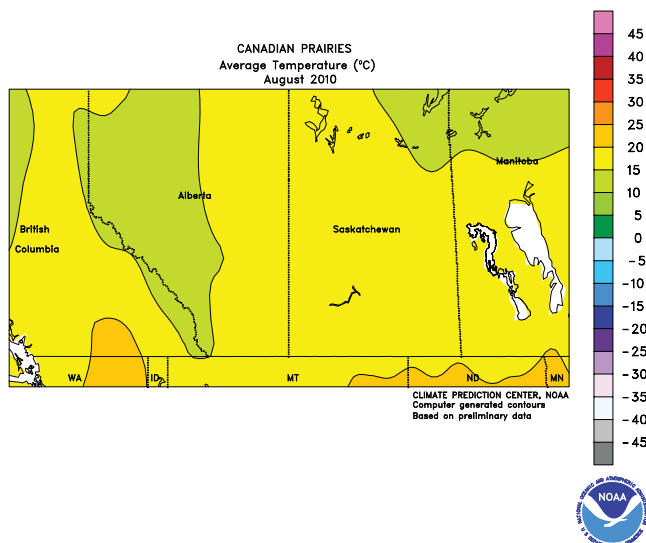 CANADIAN PRAIRIES
Average Temperature (°C)
August 2010
Manitoba
Alberta
British
Columbia
Saskatchewan
WA
ID
MT
ND
MN
CLIMATE PREDICTION CENTER, NOAA
Computer generated contours
Based on preliminary data
45
40
35
30
25
20
15
10
5
0
-5
-10
-15
-20
-25
-30
-35
-40
-45
NOAA